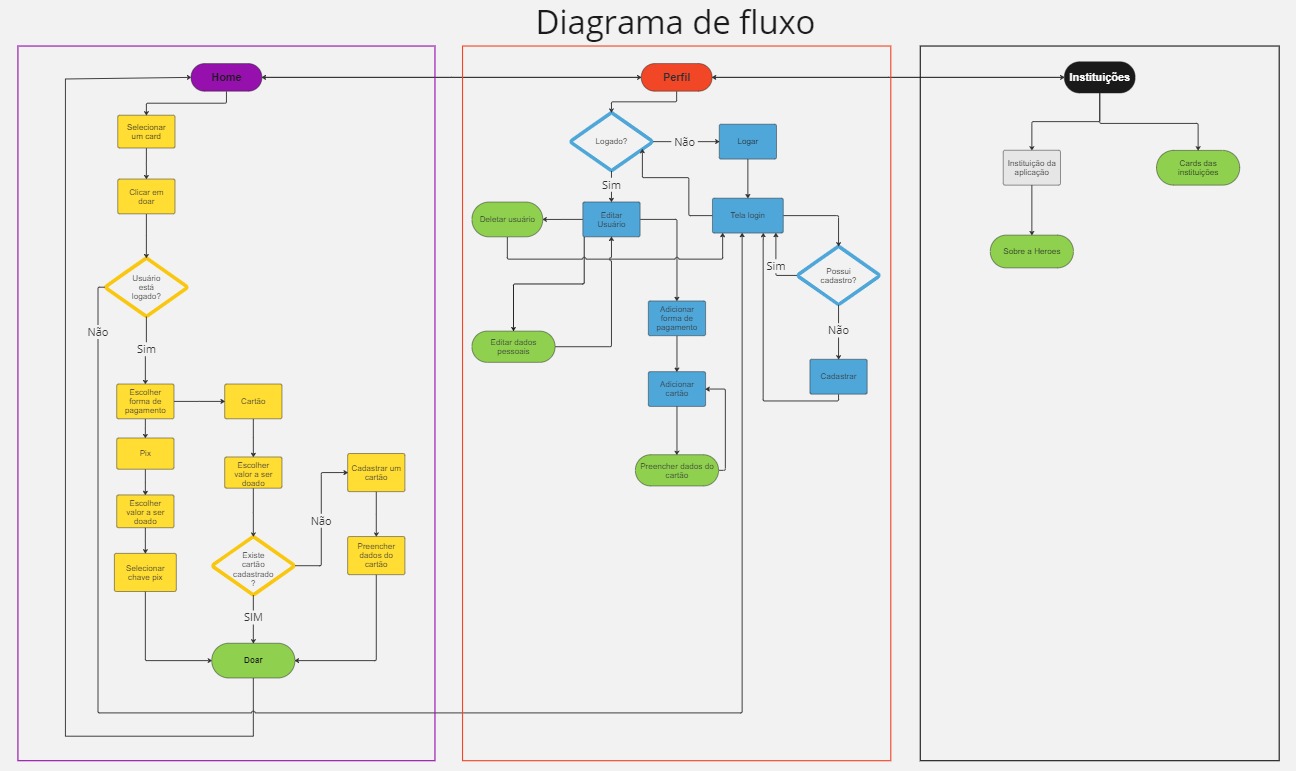 Diagrama de fluxo
Home
Selecionar
um card
Clicar em
doar
Usuário
está
logado?
Não
Sim
Escolher
forma de
pagamento
Cartão
Pix
Escolher
valor a ser
doado
Cadastrar um
cartão
Escolher
valor a ser
doado
Não
Existe
cartão
cadastrado
?
Preencher
dados do
cartão
Selecionar
chave pix
SIM
Doar
Perfil
Logado?
Não
Logar
Sim
Deletar usuário
Editar
Usuário
Tela login
Sim
Possui
cadastro?
Adicionar
forma de
pagamento
Não
Editar dados
pessoais
Adicionar
cartão
Cadastrar
Preencher dados do
cartão
Instituições
Instituição da
aplicação
Cards das
instituições
Sobre a Heroes